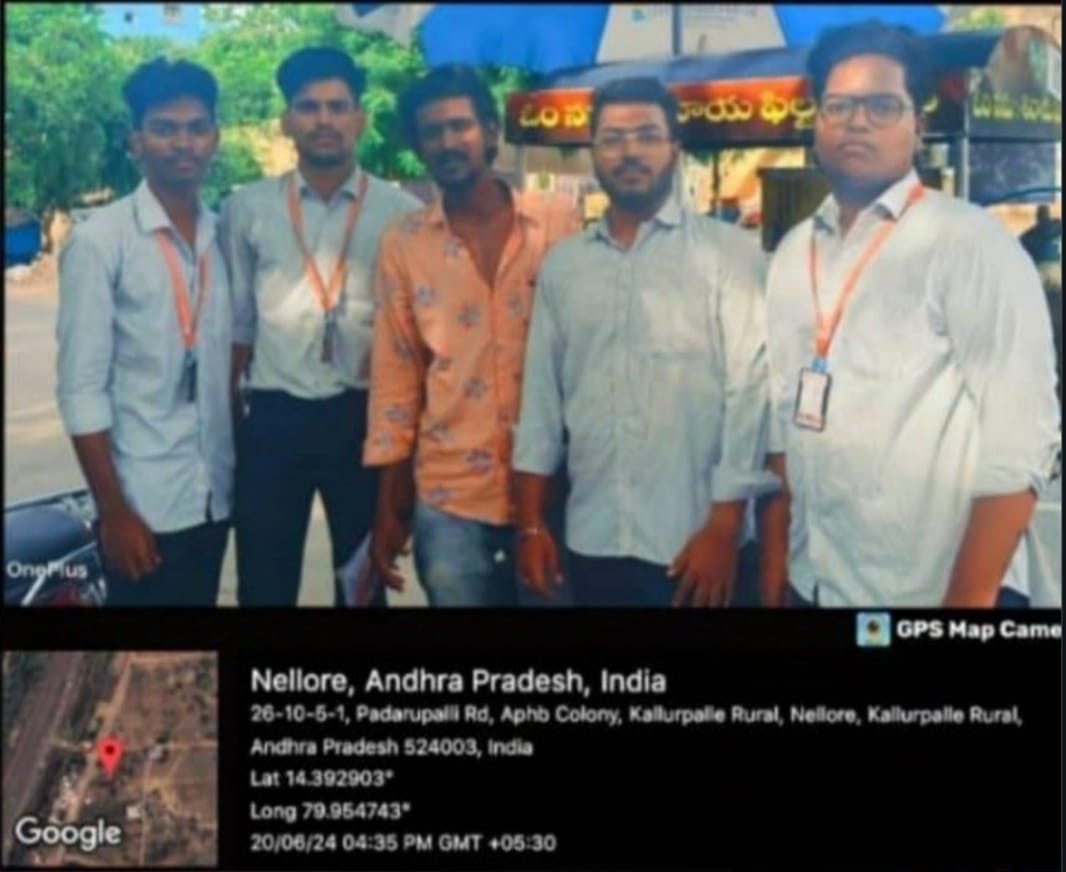 ఓం న
వాయ ఫిల్ల
OnePlus
GPS Map Came
Nellore, Andhra Pradesh, India
26-10-5-1, Padarupalli Rd, Aphb Colony, Kallurpalle Rural, Nellore, Kallurpalle Rural,
Andhra Pradesh 524003, India
Lat 14.392903°
Long 79.954743°
20/06/24 04:35 PM GMT +05:30
Google